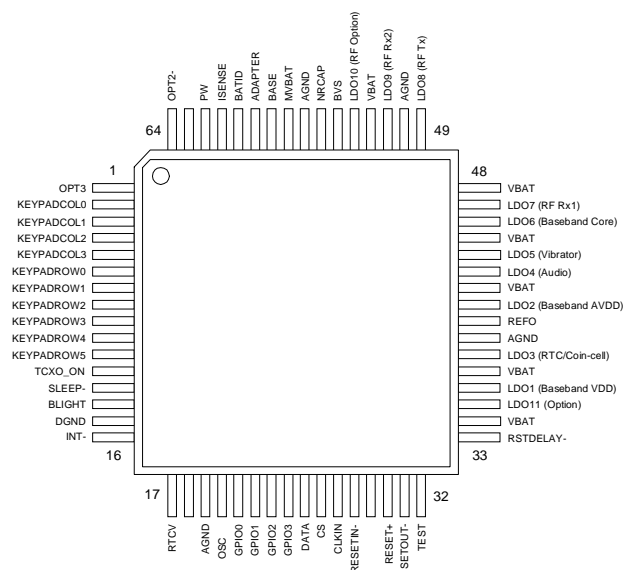 OPT2-
PW
ISENSE
BATID
ADAPTER
BASE
MVBAT
AGND
NRCAP
BVS
LDO10 (RF Option)
VBAT
LDO9 (RF Rx2)
AGND
LDO8 (RF Tx)
64
49
1
48
OPT3
KEYPADCOL0
KEYPADCOL1
KEYPADCOL2
KEYPADCOL3
KEYPADROW0
KEYPADROW1
KEYPADROW2
KEYPADROW3
KEYPADROW4
KEYPADROW5
TCXO_ON
SLEEP-
BLIGHT
DGND
INT-
VBAT
LDO7 (RF Rx1)
LDO6 (Baseband Core)
VBAT
LDO5 (Vibrator)
LDO4 (Audio)
VBAT
LDO2 (Baseband AVDD)
REFO
AGND
LDO3 (RTC/Coin-cell)
VBAT
LDO1 (Baseband VDD)
LDO11 (Option)
VBAT
RSTDELAY-
16
33
17
32
RTCV
AGND
OSC
GPIO0
GPIO1
GPIO2
GPIO3
DATA
CS
CLKIN
RESETIN-
RESET+
SETOUT-
TEST